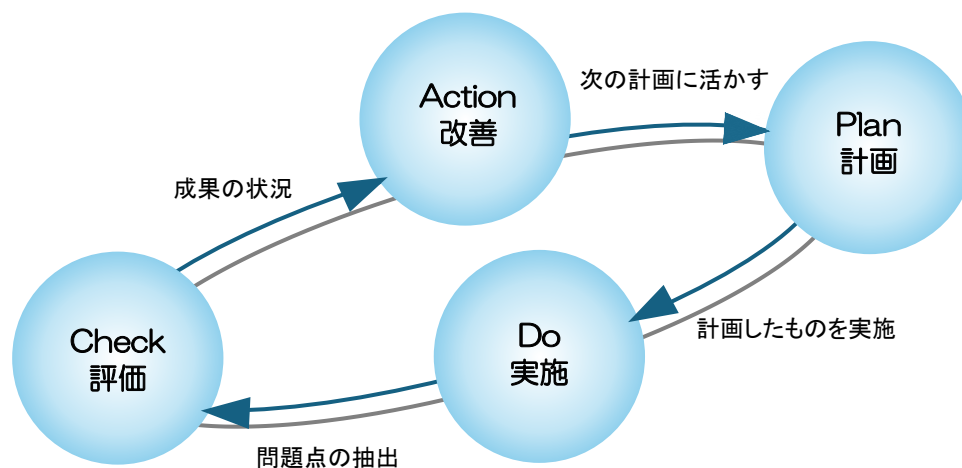 Action
改善
次の計画に活かす
Plan
計画
成果の状況
計画したものを実施
Do
実施
Check
評価
問題点の抽出